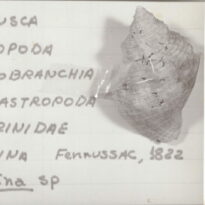 USCA
OPODA
OBRANCHIA
ASTROPODA
RINIDAE
INA FERRUSSAC, 1822
ina sp